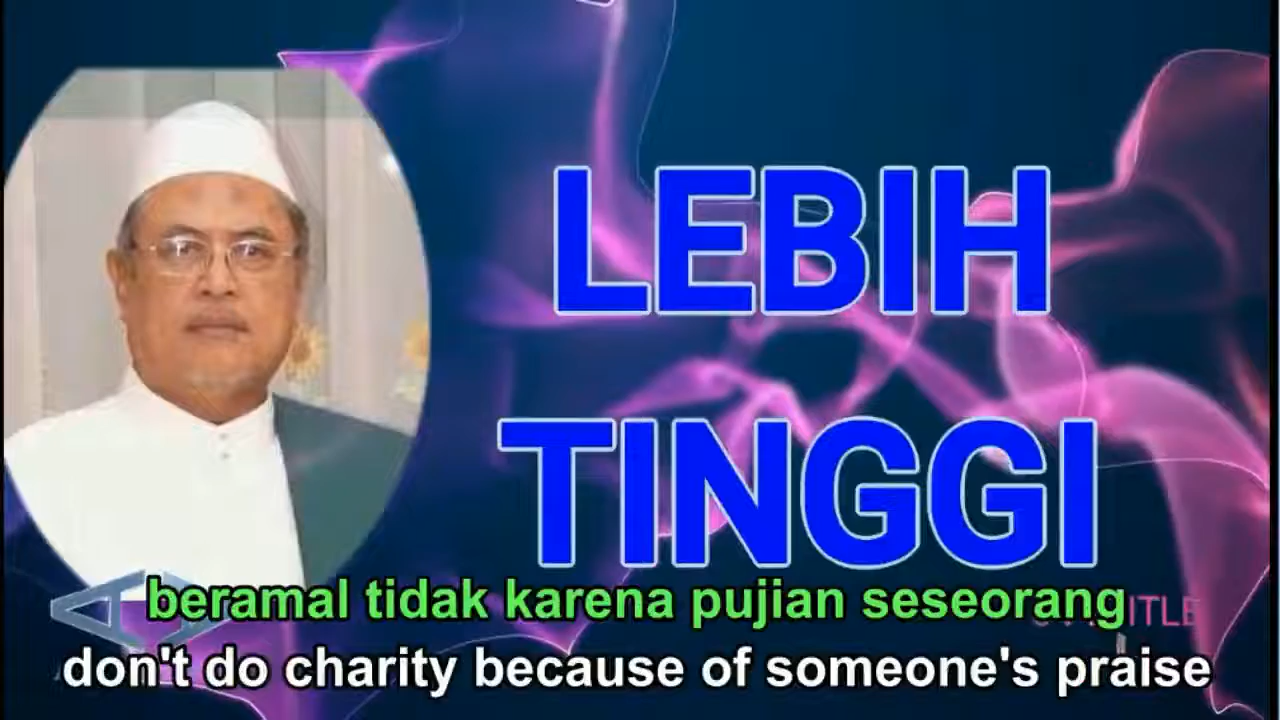 LEBIH
TINGGI
beramal tidak karena pujian seseorang
don't do charity because of someone's praise